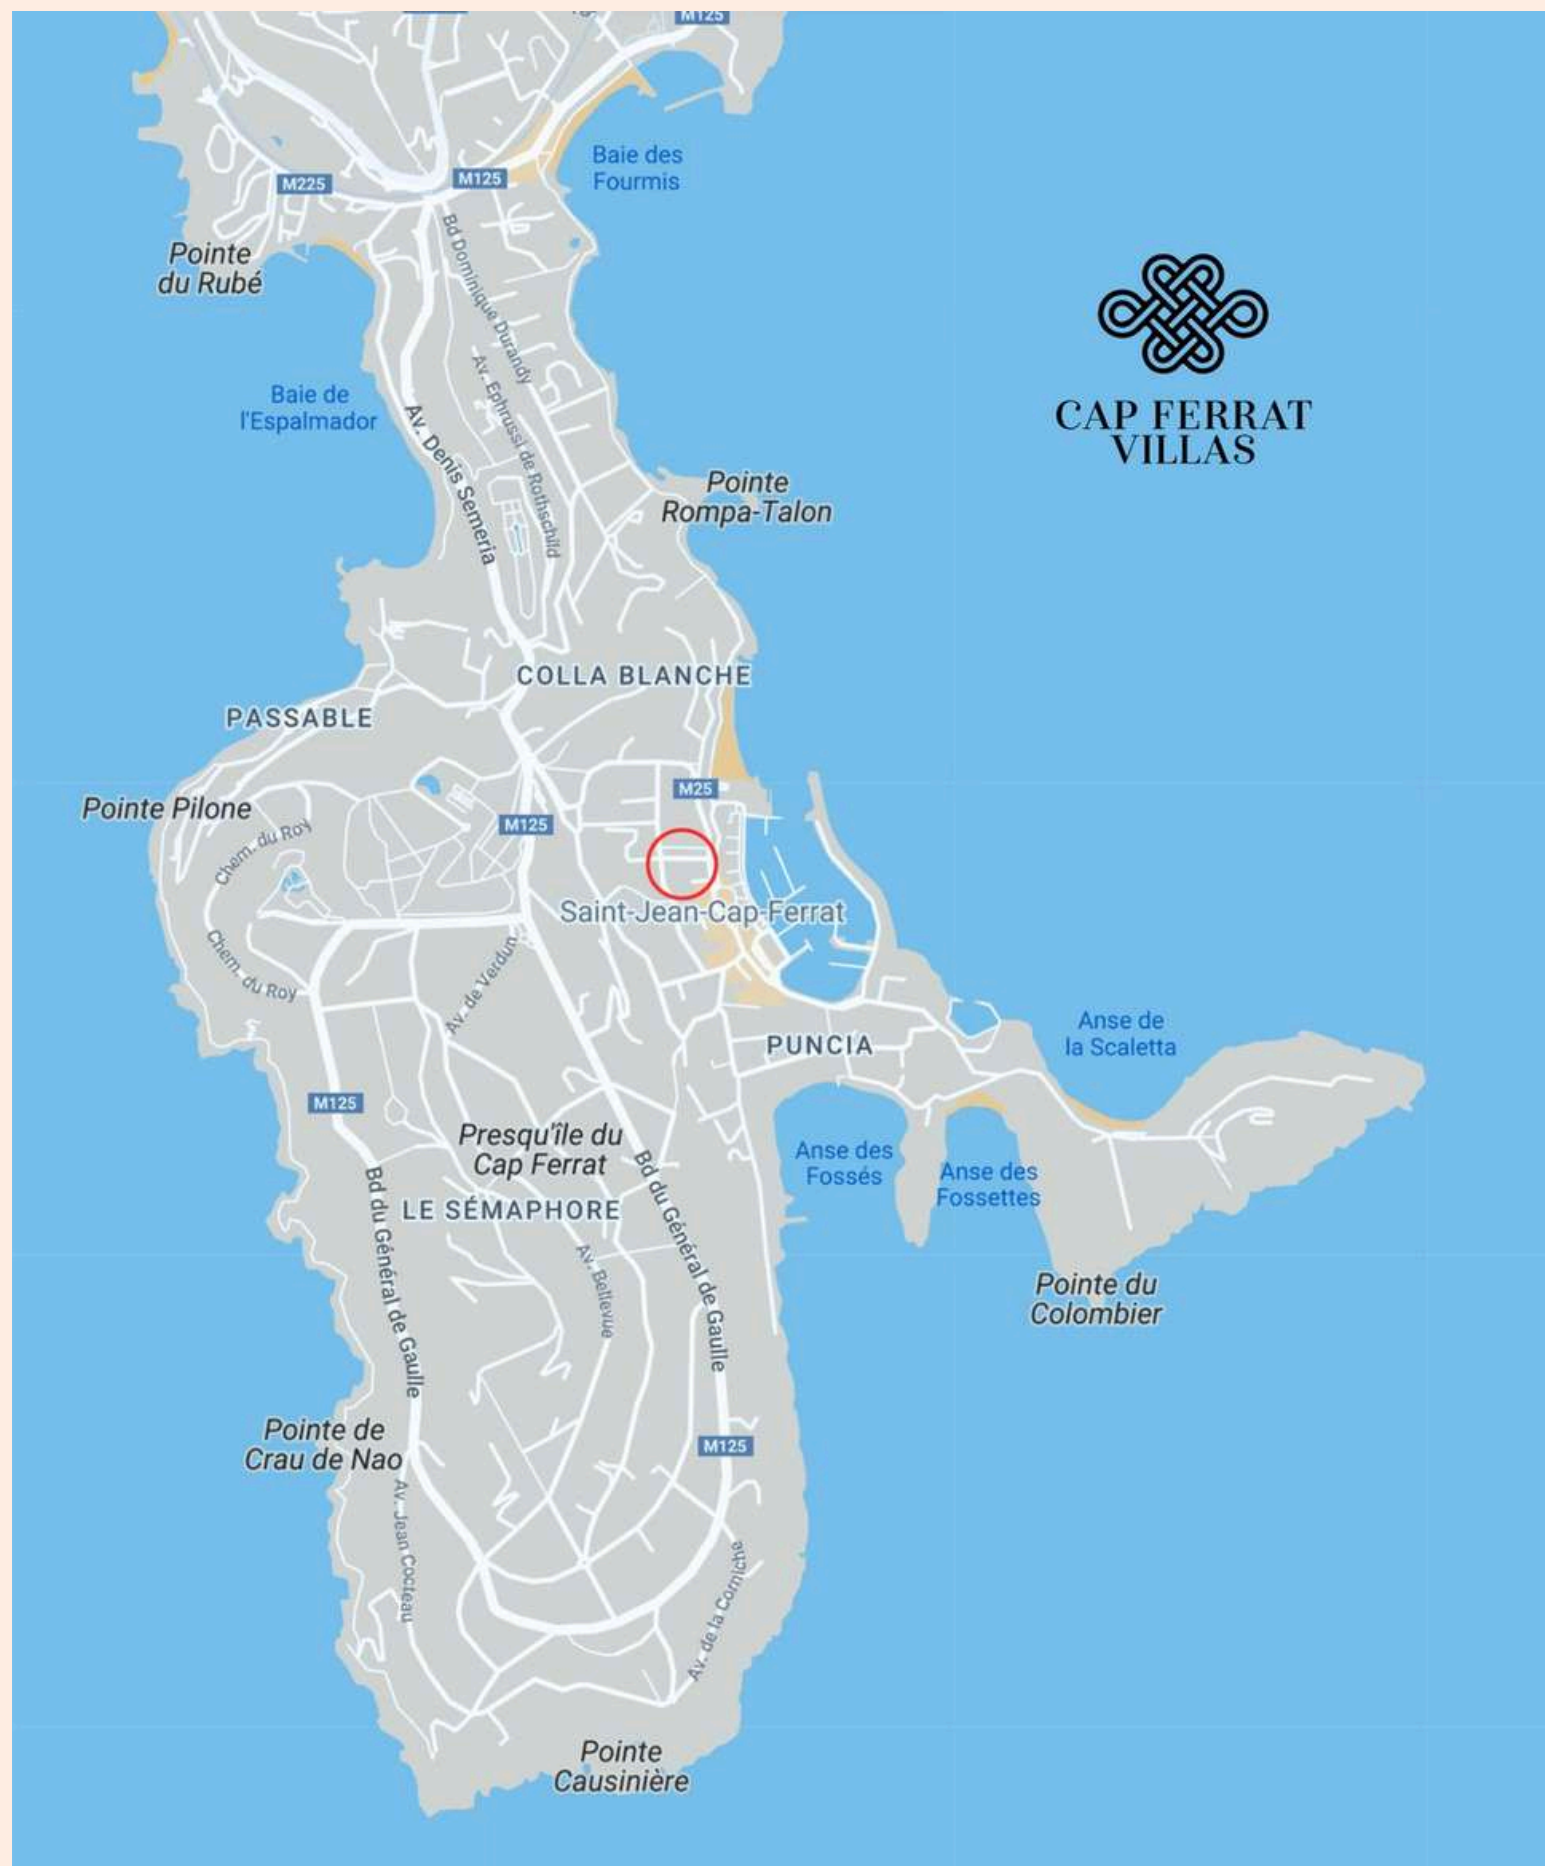 M125
Baie des
Fourmis
M225
M125
Pointe
du Rubé
Bd Dominique Durandy
Baie de
l'Espalmador
Av. Ephrussi de Rothschild
Av. Denis Semeria
CAP FERRAT
VILLAS
Pointe
Rompa-Talon
COLLA BLANCHE
PASSABLE
M25
Pointe Pilone
M125
Chem. du Roy
Saint-Jean-Cap-Ferrat
Chem. du Roy
Av. de Verdun
PUNCIA
Anse de
la Scaletta
M125
Presqu'île du
Cap Ferrat
Anse des
Fossés
Anse des
Fossettes
LE SÉMAPHORE
Bd du Général de Gaulle
Bd du Général de Gaulle
Av. Bellevue
Pointe du
Colombier
Pointe de
Crau de Nao
M125
Av. Jean Cocteau
Av. de la Corniche
Pointe
Causinière